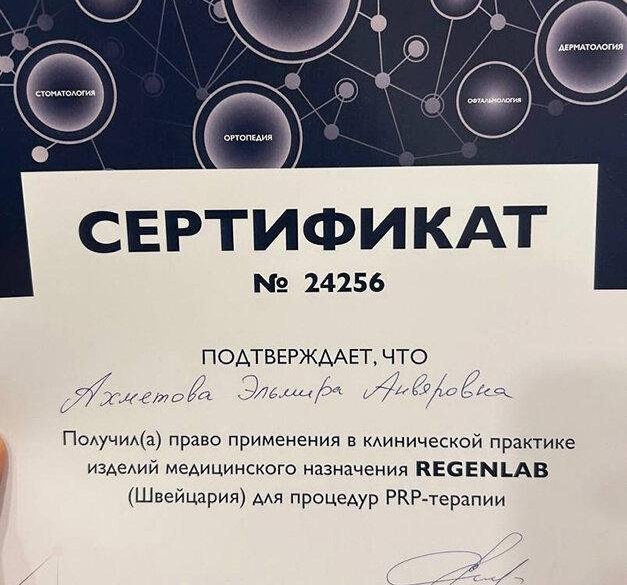 СТОМАТОЛОГИЯ
ОРТОПЕДИЯ
ОФТАЛЬМОЛОГИЯ
ДЕРМАТОЛОГИЯ
СЕРТИФИКАТ
№ 24256
ПОДТВЕРЖДАЕТ, ЧТО
Ахметова Эльмира Анвяровна
Получил(а) право применения в клинической практике
изделий медицинского назначения REGENLAB
(Швейцария) для процедур PRP-терапии